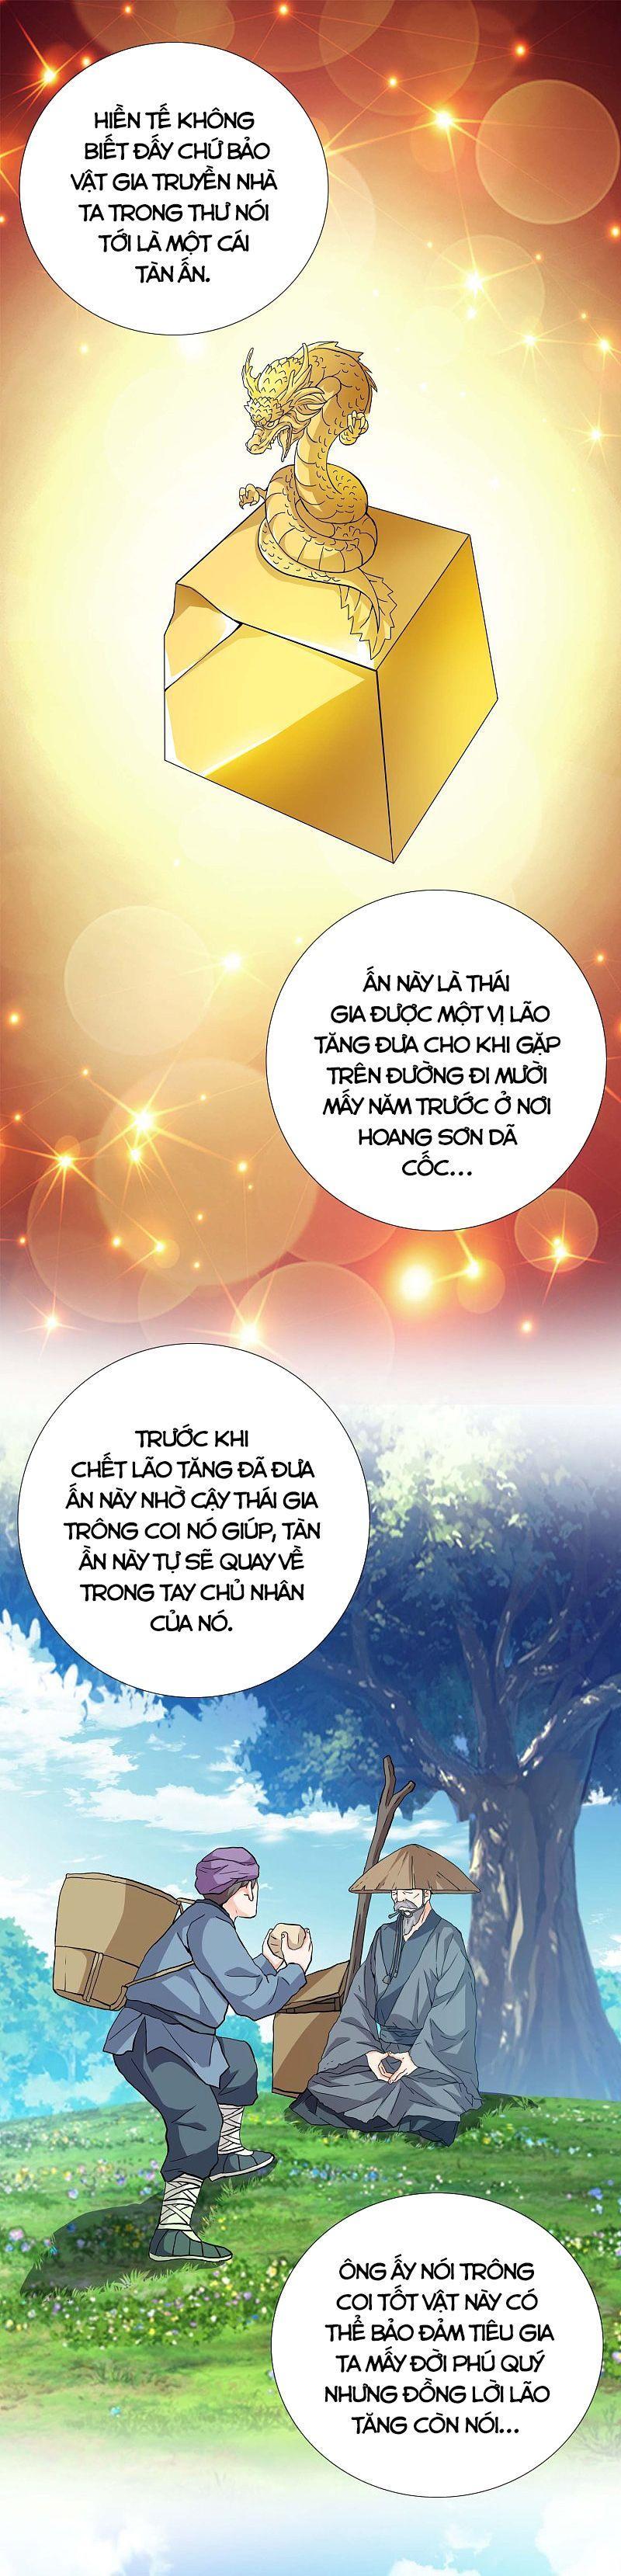 HIỀN TẾ KHÔNG
BIẾT ĐẤY CHỨ BẢO
VẬT GIA TRUYỀN NHÀ
TA TRONG THƯ NÓI
TỚI LÀ MỘT CÁI
TÀN ẤN.
ẤN NÀY LÀ THÁI
GIA ĐƯỢC MỘT VỊ LÃO
TĂNG ĐƯA CHO KHI GẶP
TRÊN ĐƯỜNG ĐI MƯỜI
MẤY NĂM TRƯỚC Ở NƠI
HOANG SƠN DÃ
CỐC...
TRƯỚC KHI
CHẾT LÃO TĂNG ĐÃ ĐƯA
ẤN NÀY NHỜ CẬY THÁI GIA
TRÔNG COI NÓ GIÚP, TÀN
ẤN NÀY TỰ SẼ QUAY VỀ
TRONG TAY CHỦ NHÂN
CỦA NÓ.
ÔNG ẤY NÓI TRÔNG
COI TỐT VẬT NÀY CÓ
THỂ BẢO ĐẢM TIÊU GIA
TA MẤY ĐỜI PHÚ QUÝ
NHƯNG ĐỒNG LỜI LÃO
TĂNG CÒN NÓI...